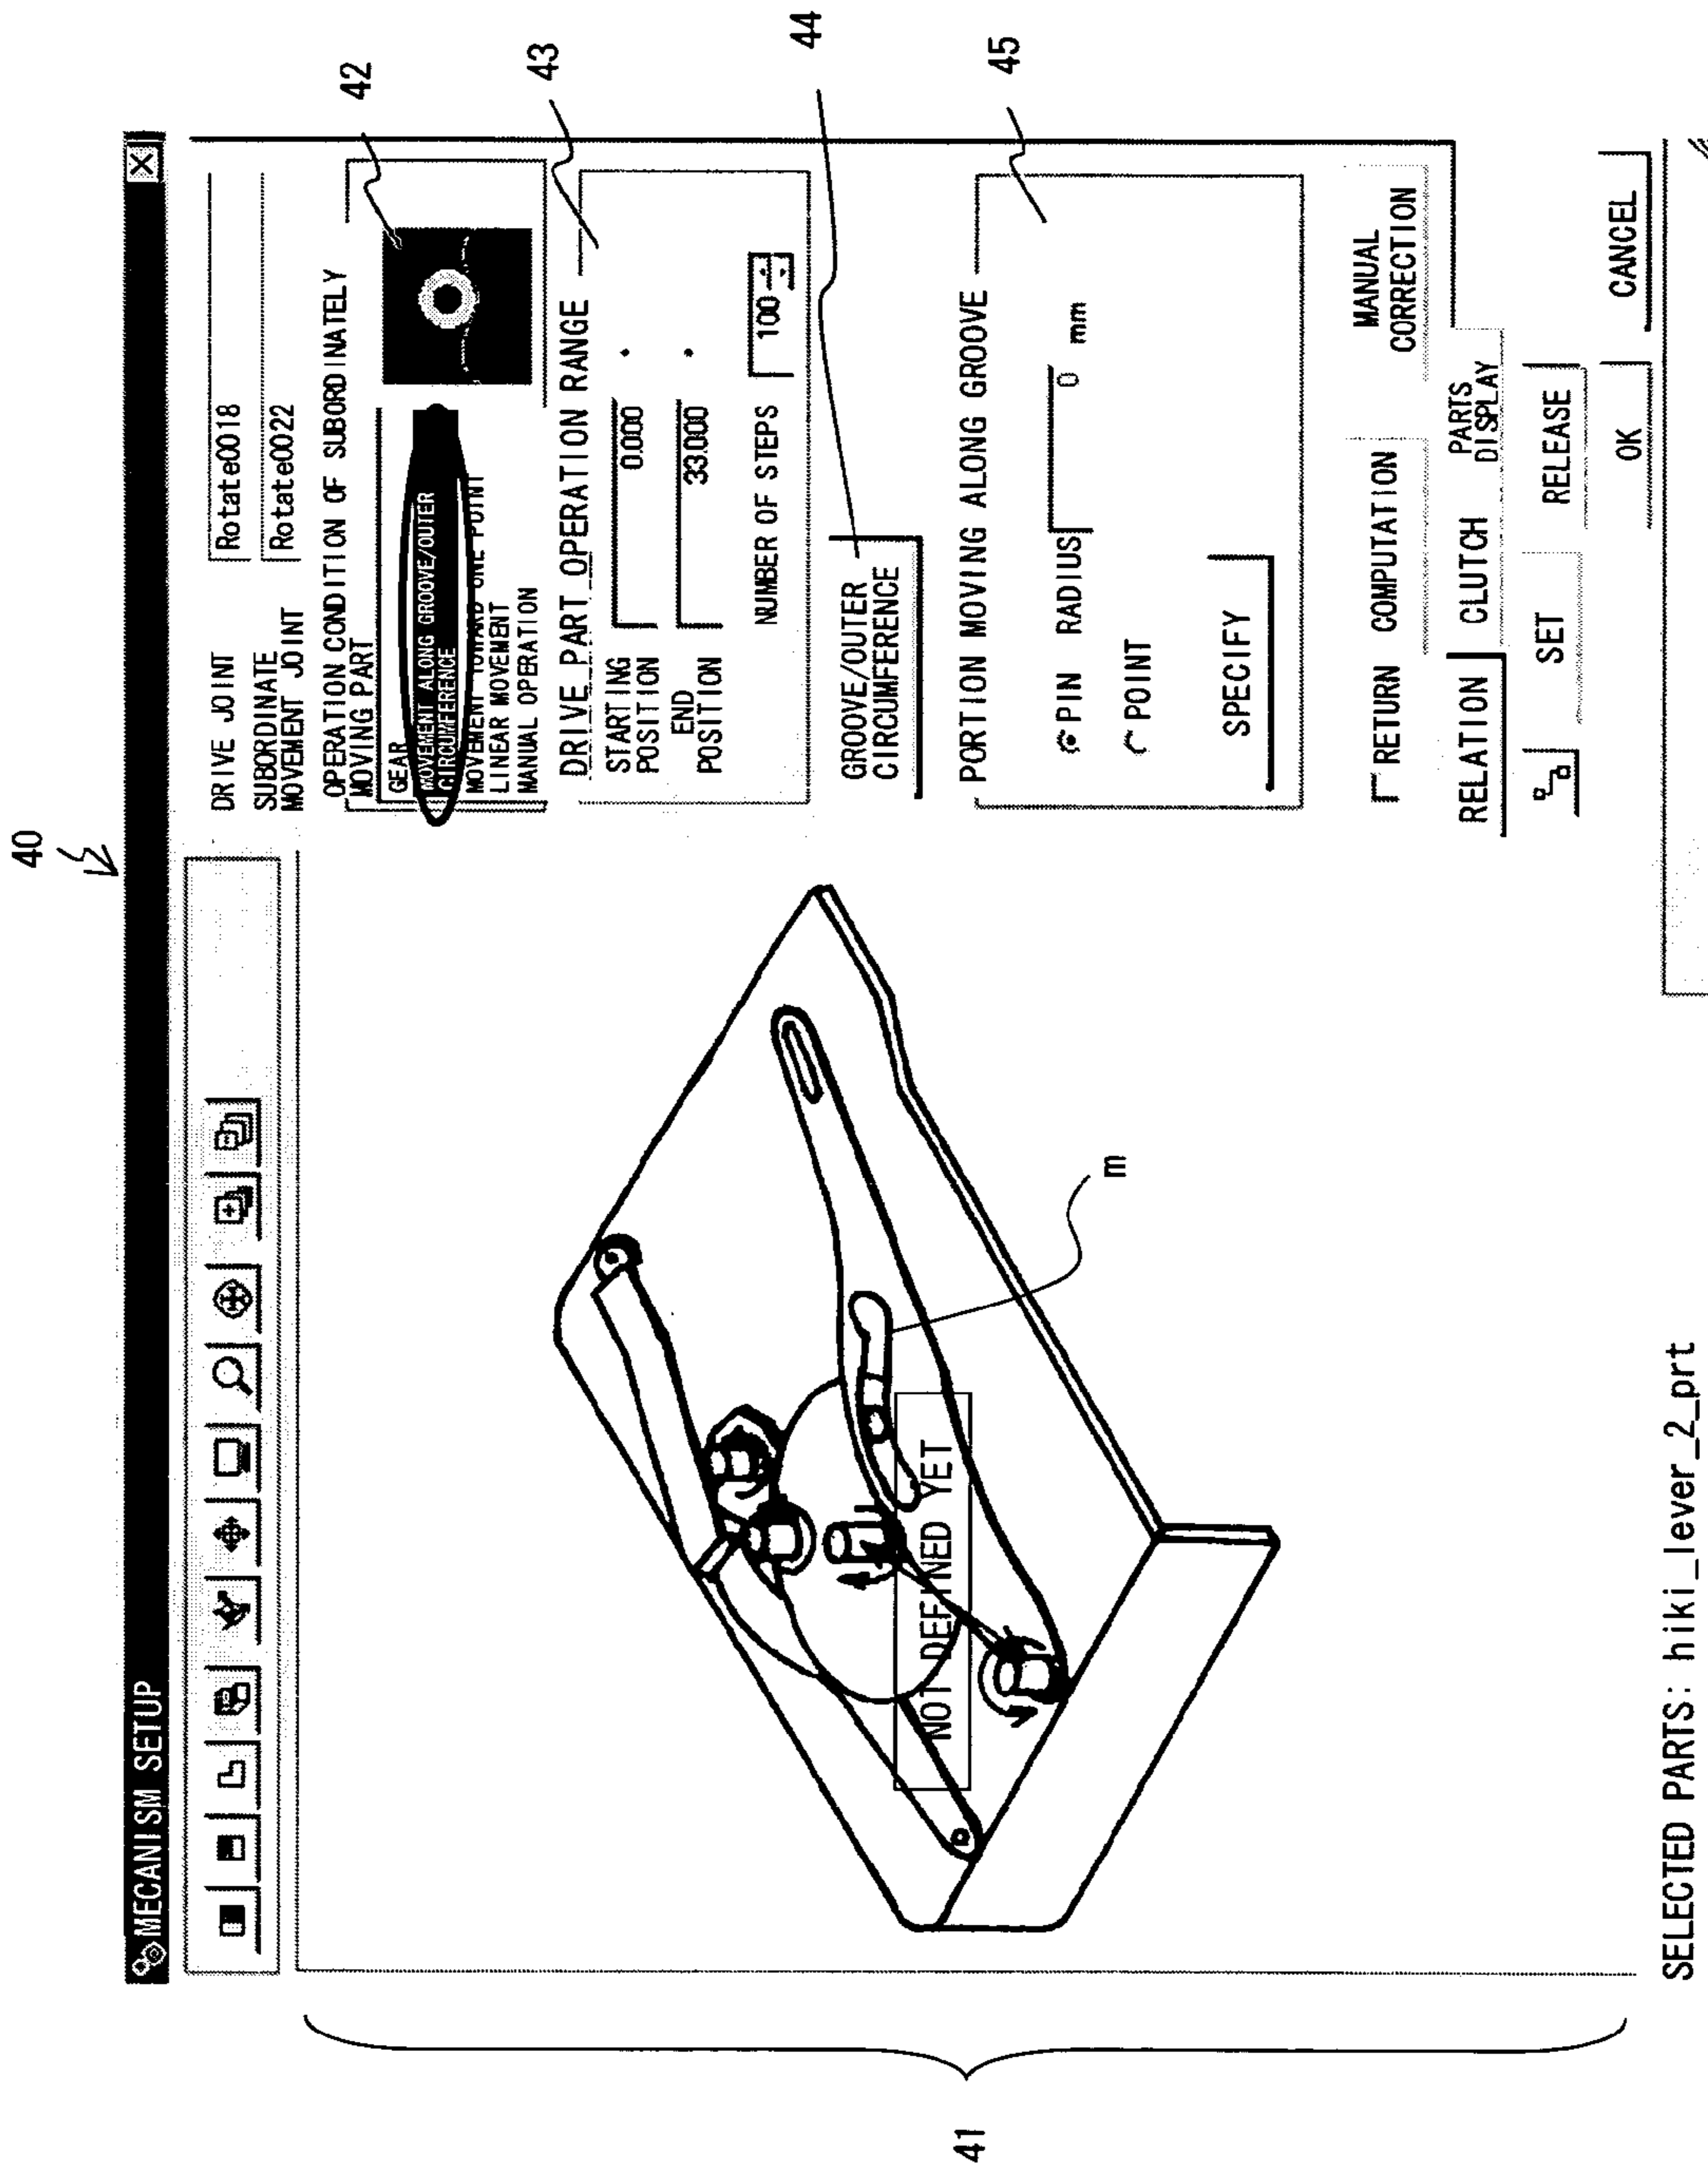 40
MECANISM SETUP
DRIVE JOINT Rotate0018
SUBORDINATE
MOVEMENT JOINT Rotate0022
OPERATION CONDITION OF SUBORDINATELY
MOVING PART
GEAR
MOVEMENT ALONG GROOVE/OUTER
CIRCUMFERENCE
MOVEMENT TOWARD ONE POINT
LINEAR MOVEMENT
MANUAL OPERATION
42
DRIVE PART OPERATION RANGE
43
STARTING
POSITION 0.000
END
POSITION 33.000
NUMBER OF STEPS 100
GROOVE/OUTER
CIRCUMFERENCE
44
PORTION MOVING ALONG GROOVE
45
PIN RADIUS 0 mm
POINT
SPECIFY
RETURN COMPUTATION
MANUAL
CORRECTION
RELATION CLUTCH
PARTS
DISPLAY
SET RELEASE
OK CANCEL
NOT DEFINED YET
m
41
SELECTED PARTS: hiki_lever_2_prt